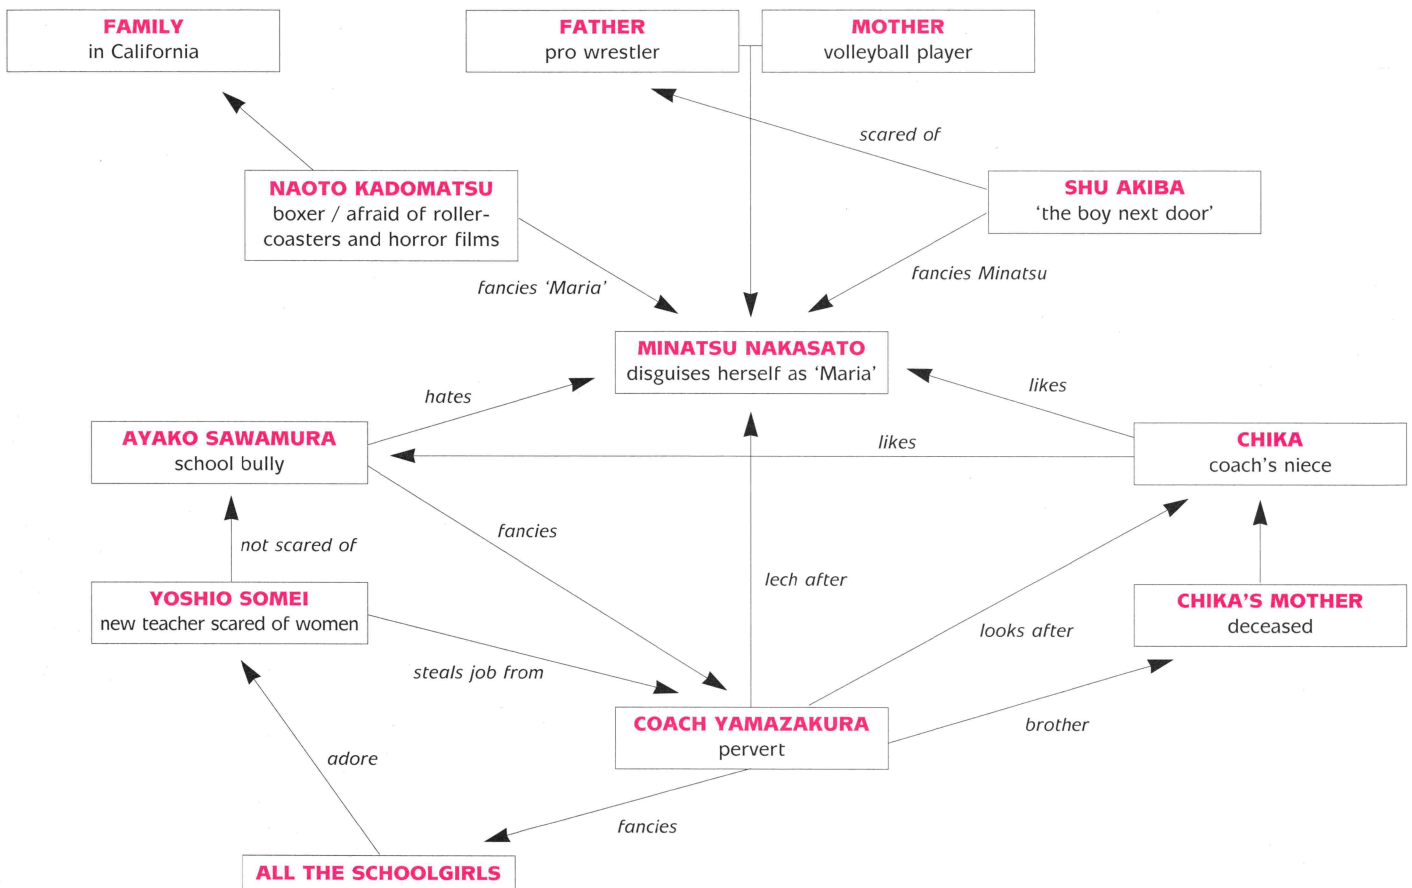 FAMILY
in California
FATHER
pro wrestler
MOTHER
volleyball player
scared of
NAOTO KADOMATSU
boxer / afraid of roller-
coasters and horror films
SHU AKIBA
‘the boy next door’
fancies ‘Maria’
fancies Minatsu
MINATSU NAKASATO
disguises herself as ‘Maria’
hates
likes
AYAKO SAWAMURA
school bully
likes
CHIKA
coach’s niece
fancies
not scared of
lech after
YOSHIO SOMEI
new teacher scared of women
CHIKA’S MOTHER
deceased
looks after
steals job from
COACH YAMAZAKURA
pervert
brother
adore
fancies
ALL THE SCHOOLGIRLS